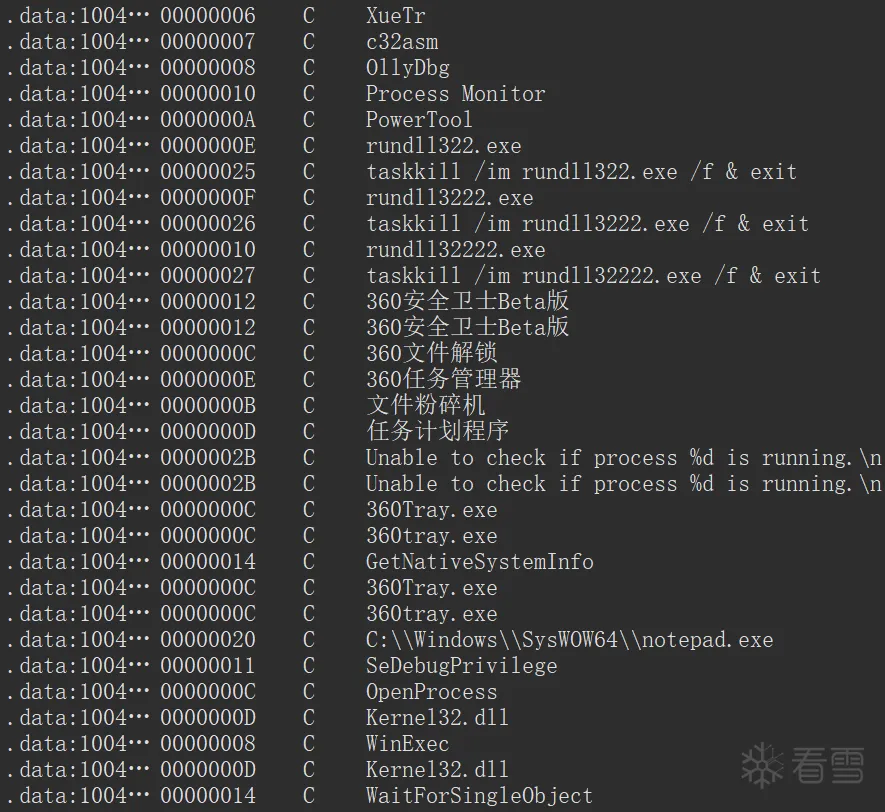 .data:1004… 00000006 C XueTr
.data:1004… 00000007 C c32asm
.data:1004… 00000008 C OllyDbg
.data:1004… 00000010 C Process Monitor
.data:1004… 0000000A C PowerTool
.data:1004… 0000000E C rundll322.exe
.data:1004… 00000025 C taskkill /im rundll322.exe /f & exit
.data:1004… 0000000F C rundll3222.exe
.data:1004… 00000026 C taskkill /im rundll3222.exe /f & exit
.data:1004… 00000010 C rundll32222.exe
.data:1004… 00000027 C taskkill /im rundll32222.exe /f & exit
.data:1004… 00000012 C 360安全卫士Beta版
.data:1004… 00000012 C 360安全卫士Beta版
.data:1004… 0000000C C 360文件解锁
.data:1004… 0000000E C 360任务管理器
.data:1004… 0000000B C 文件粉碎机
.data:1004… 0000000D C 任务计划程序
.data:1004… 0000002B C Unable to check if process %d is running.\n
.data:1004… 0000002B C Unable to check if process %d is running.\n
.data:1004… 0000000C C 360Tray.exe
.data:1004… 0000000C C 360tray.exe
.data:1004… 00000014 C GetNativeSystemInfo
.data:1004… 0000000C C 360Tray.exe
.data:1004… 0000000C C 360tray.exe
.data:1004… 00000020 C C:\\Windows\\SysWOW64\\notepad.exe
.data:1004… 00000011 C SeDebugPrivilege
.data:1004… 0000000C C OpenProcess
.data:1004… 0000000D C Kernel32.dll
.data:1004… 00000008 C WinExec
.data:1004… 0000000D C Kernel32.dll
.data:1004… 00000014 C WaitForSingleObject
看雪